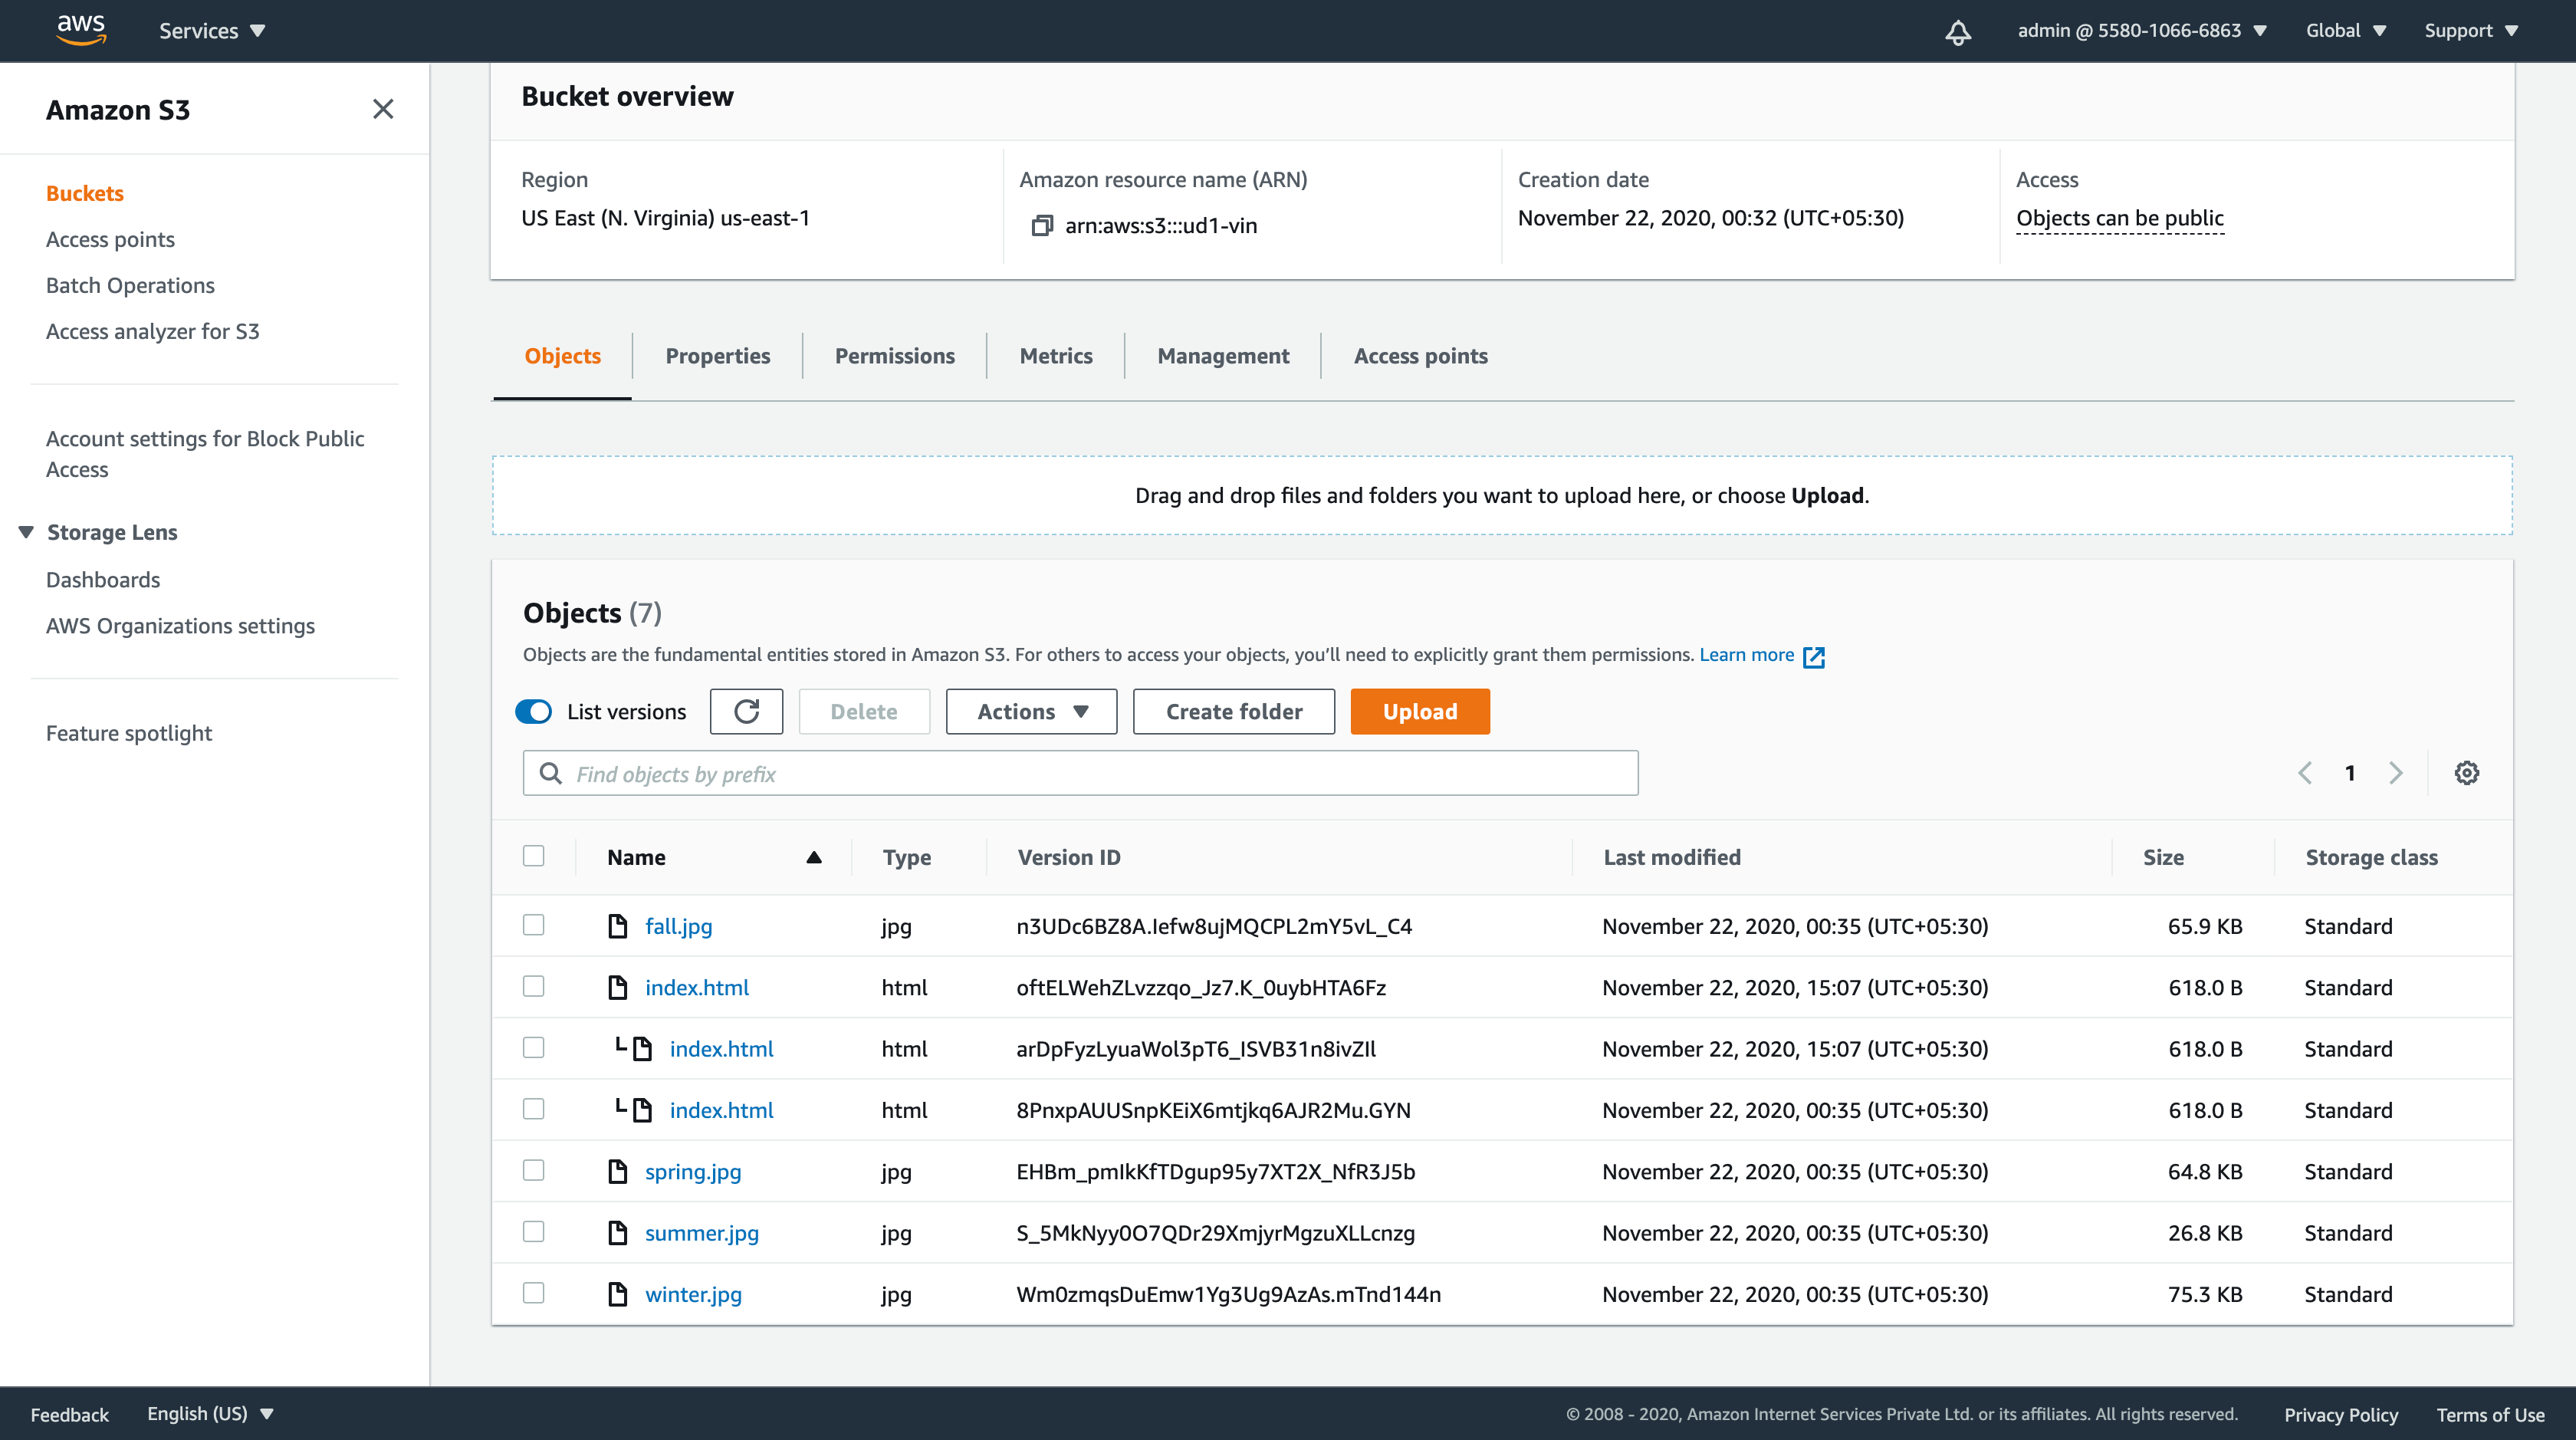 aws Services admin @ 5580-1066-6863 Global Support
Amazon S3
Buckets
Access points
Batch Operations
Access analyzer for S3
Account settings for Block Public
Access
Storage Lens
Dashboards
AWS Organizations settings
Feature spotlight
Bucket overview
Region
US East (N. Virginia) us-east-1
Amazon resource name (ARN)
arn:aws:s3:::ud1-vin
Creation date
November 22, 2020, 00:32 (UTC+05:30)
Access
Objects can be public
Objects Properties Permissions Metrics Management Access points
Drag and drop files and folders you want to upload here, or choose Upload.
Objects (7)
Objects are the fundamental entities stored in Amazon S3. For others to access your objects, you’ll need to explicitly grant them permissions. Learn more
List versions Delete Actions Create folder Upload
Find objects by prefix 1
Name Type Version ID Last modified Size Storage class
fall.jpg jpg n3UDc6BZ8A.Iefw8ujMQCPL2mY5vL_C4 November 22, 2020, 00:35 (UTC+05:30) 65.9 KB Standard
index.html html oftELWehZLvzzqo_Jz7.K_0uybHTA6Fz November 22, 2020, 15:07 (UTC+05:30) 618.0 B Standard
index.html html arDpFyzLyuaWol3pT6_ISVB31n8ivZIl November 22, 2020, 15:07 (UTC+05:30) 618.0 B Standard
index.html html 8PnxpAUUSnpKEiX6mtjkq6AJR2Mu.GYN November 22, 2020, 00:35 (UTC+05:30) 618.0 B Standard
spring.jpg jpg EHBm_pmIkKfTDgup95y7XT2X_NfR3J5b November 22, 2020, 00:35 (UTC+05:30) 64.8 KB Standard
summer.jpg jpg S_5MkNyy0O7QDr29XmjyrMgzuXLLcnzg November 22, 2020, 00:35 (UTC+05:30) 26.8 KB Standard
winter.jpg jpg Wm0zmqsDuEmw1Yg3Ug9AzAs.mTnd144n November 22, 2020, 00:35 (UTC+05:30) 75.3 KB Standard
Feedback English (US) © 2008 - 2020, Amazon Internet Services Private Ltd. or its affiliates. All rights reserved. Privacy Policy Terms of Use